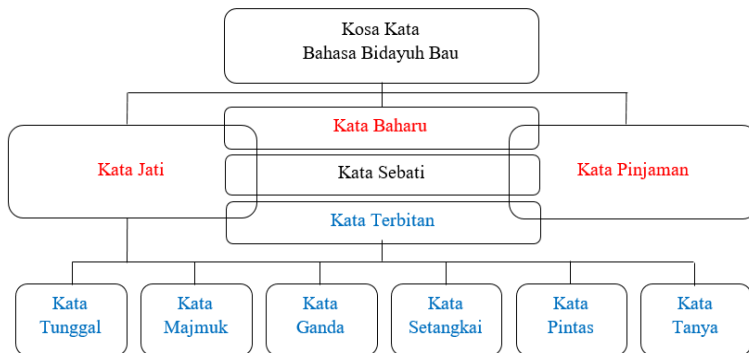 Kosa Kata
Bahasa Bidayuh Bau
Kata Baharu
Kata Jati
Kata Sebati
Kata Pinjaman
Kata Terbitan
Kata
Tunggal
Kata
Majmuk
Kata
Ganda
Kata
Setangkai
Kata
Pintas
Kata
Tanya